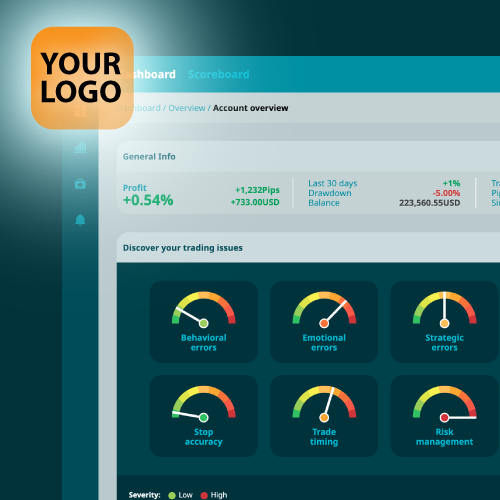 YOUR
LOGO
shboard Scoreboard
hboard / Overview / Account overview
General Info
Profit
+0.54%
+1,232Pips
+733.00USD
Last 30 days +1%
Drawdown -5.00%
Balance 223,560.55USD
Tra
Pip
Sin
Discover your trading issues
Behavioral
errors
Emotional
errors
Strategic
errors
Stop
accuracy
Trade
timing
Risk
management
Severity: Low High